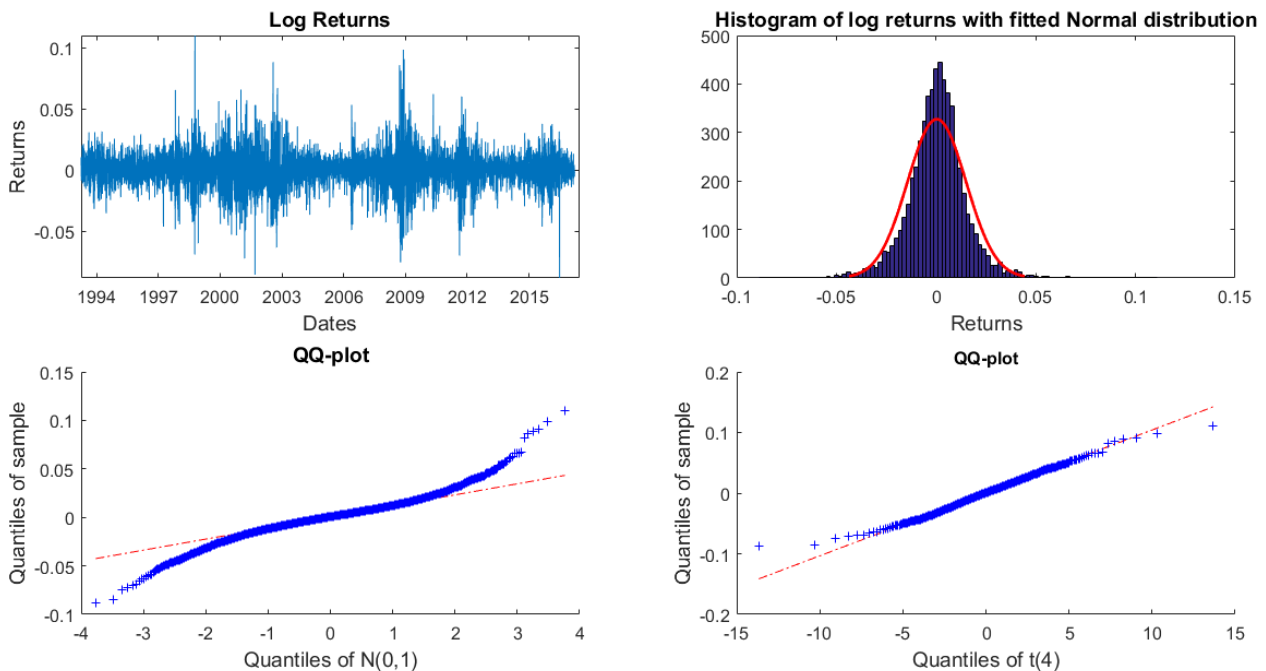 Log Returns
0.1
0.05
0
-0.05
Returns
1994 1997 2000 2003 2006 2009 2012 2015
Dates
Histogram of log returns with fitted Normal distribution
500
400
300
200
100
0
-0.1 -0.05 0 0.05 0.1 0.15
Returns
QQ-plot
0.15
0.1
0.05
0
-0.05
-0.1
Quantiles of sample
-4 -3 -2 -1 0 1 2 3 4
Quantiles of N(0,1)
QQ-plot
0.2
0.1
0
-0.1
-0.2
Quantiles of sample
-15 -10 -5 0 5 10 15
Quantiles of t(4)